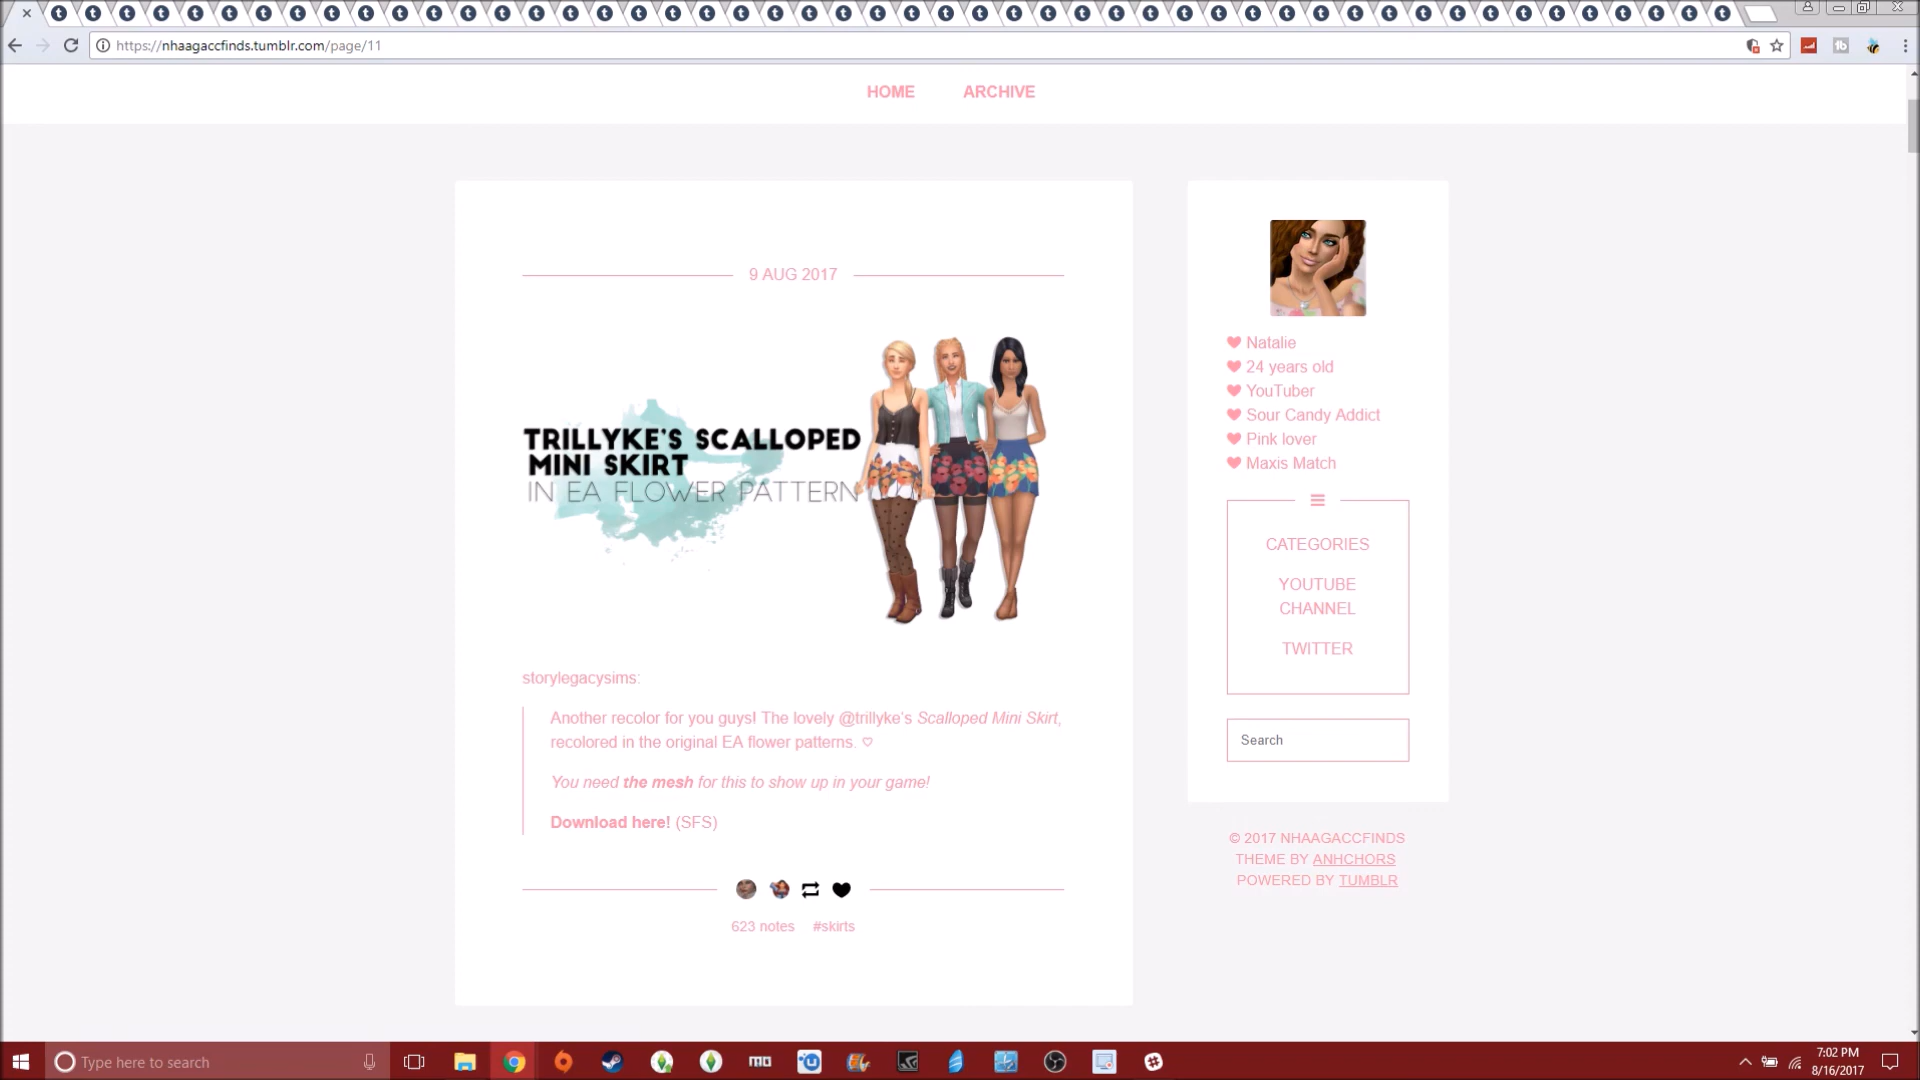 https://nhaagaccfinds.tumblr.com/page/11
HOME ARCHIVE
9 AUG 2017
TRILLYKE'S SCALLOPED
MINI SKIRT
IN EA FLOWER PATTERN
storylegacysims:
Another recolor for you guys! The lovely @trillyke's Scalloped Mini Skirt,
recolored in the original EA flower patterns. ♡
You need the mesh for this to show up in your game!
Download here! (SFS)
623 notes #skirts
Natalie
24 years old
YouTuber
Sour Candy Addict
Pink lover
Maxis Match
CATEGORIES
YOUTUBE
CHANNEL
TWITTER
Search
© 2017 NHAAGACCFINDS
THEME BY ANHCHORS
POWERED BY TUMBLR
Type here to search
7:02 PM
8/16/2017